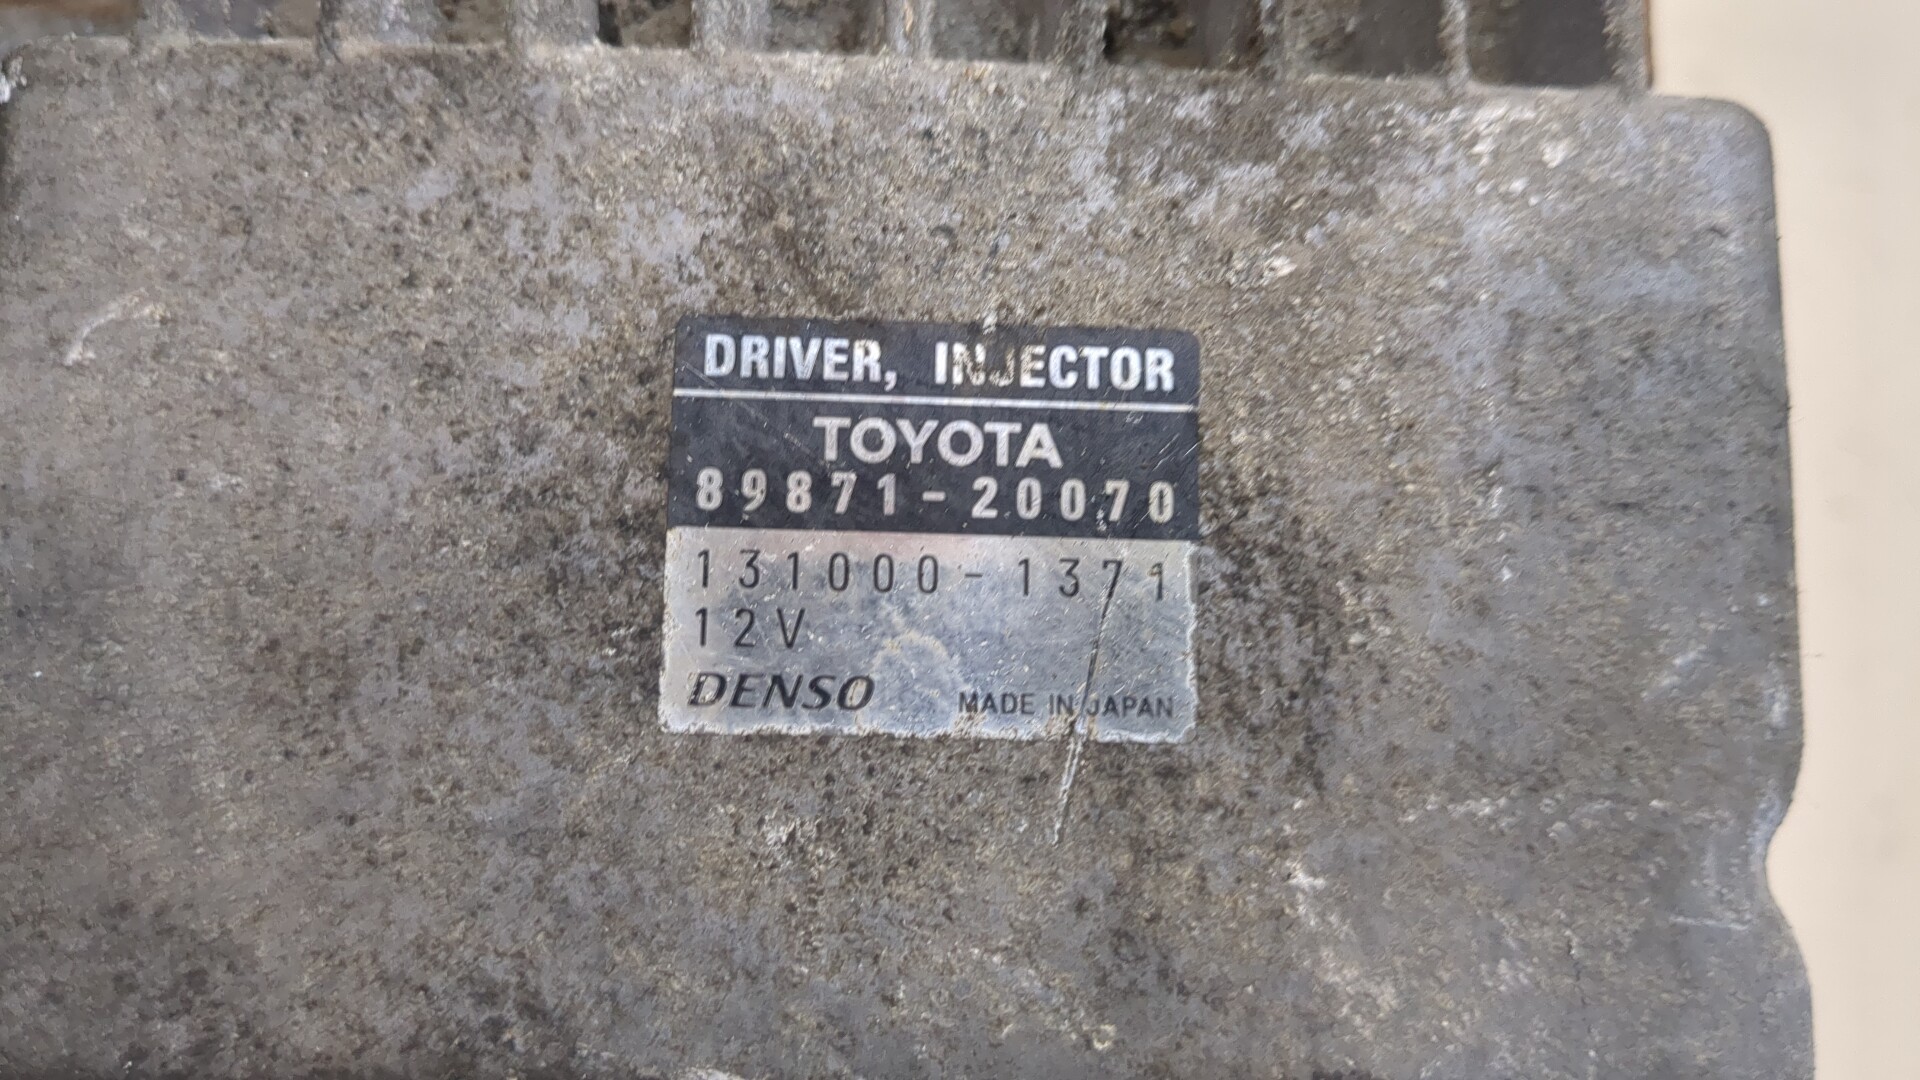 DRIVER, INJECTOR
TOYOTA
89871-20070
131000-1371
12V
DENSO MADE IN JAPAN